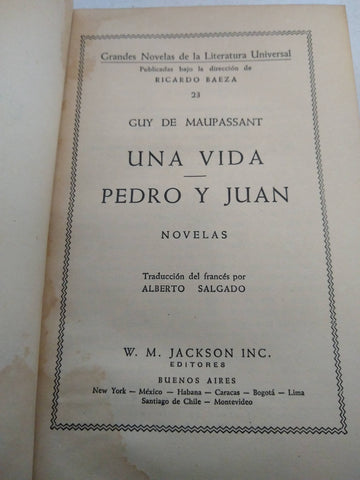 Grandes Novelas de la Literatura Universal
Publicadas bajo la dirección de
RICARDO BAEZA
23
GUY DE MAUPASSANT
UNA VIDA
PEDRO Y JUAN
NOVELAS
Traducción del francés por
ALBERTO SALGADO
W. M. JACKSON INC.
EDITORES
BUENOS AIRES
New York — México — Habana — Caracas — Bogotá — Lima
Santiago de Chile — Montevideo